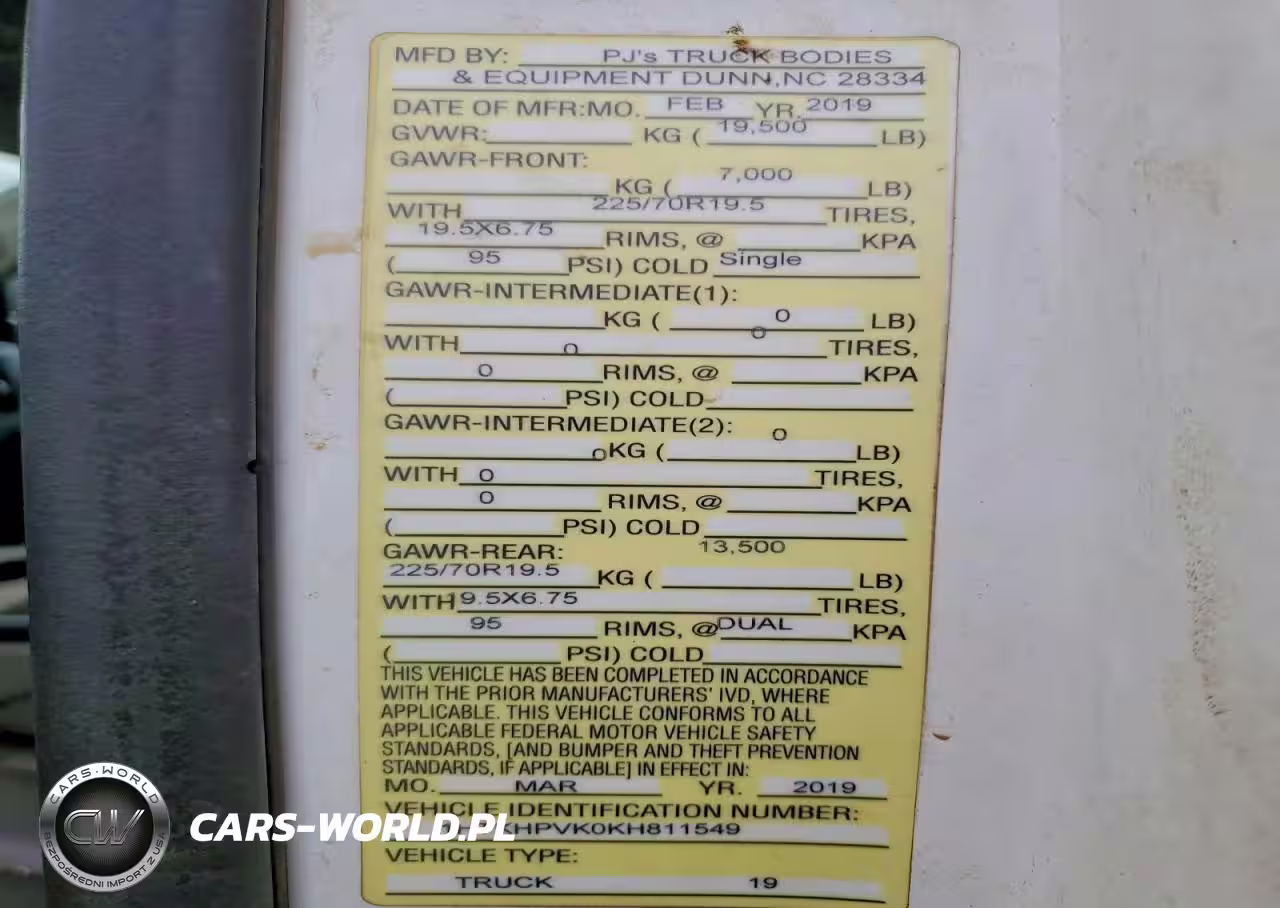 MFD BY: PJ's TRUCK BODIES
& EQUIPMENT DUNN,NC 28334
DATE OF MFR:MO. FEB YR. 2019
GVWR: KG ( 19,500 LB)
GAWR-FRONT:
KG ( 7,000 LB)
WITH 225/70R19.5 TIRES,
19.5X6.75 RIMS, @ KPA
( 95 PSI) COLD Single
GAWR-INTERMEDIATE(1):
KG ( 0 LB)
0
WITH 0 TIRES,
0 RIMS, @ KPA
( PSI) COLD
GAWR-INTERMEDIATE(2): 0
0 KG ( LB)
WITH 0 TIRES,
0 RIMS, @ KPA
( PSI) COLD
GAWR-REAR: 13,500
225/70R19.5 KG ( LB)
WITH 19.5X6.75 TIRES,
95 RIMS, @ DUAL KPA
( PSI) COLD
THIS VEHICLE HAS BEEN COMPLETED IN ACCORDANCE
WITH THE PRIOR MANUFACTURERS' IVD, WHERE
APPLICABLE. THIS VEHICLE CONFORMS TO ALL
APPLICABLE FEDERAL MOTOR VEHICLE SAFETY
STANDARDS, [AND BUMPER AND THEFT PREVENTION
STANDARDS, IF APPLICABLE] IN EFFECT IN:
MO. MAR YR. 2019
VEHICLE IDENTIFICATION NUMBER:
HPVK0KH811549
VEHICLE TYPE:
TRUCK 19
CARS-WORLD
CW
BEZPOŚREDNI IMPORT Z USA
CARS-WORLD.PL